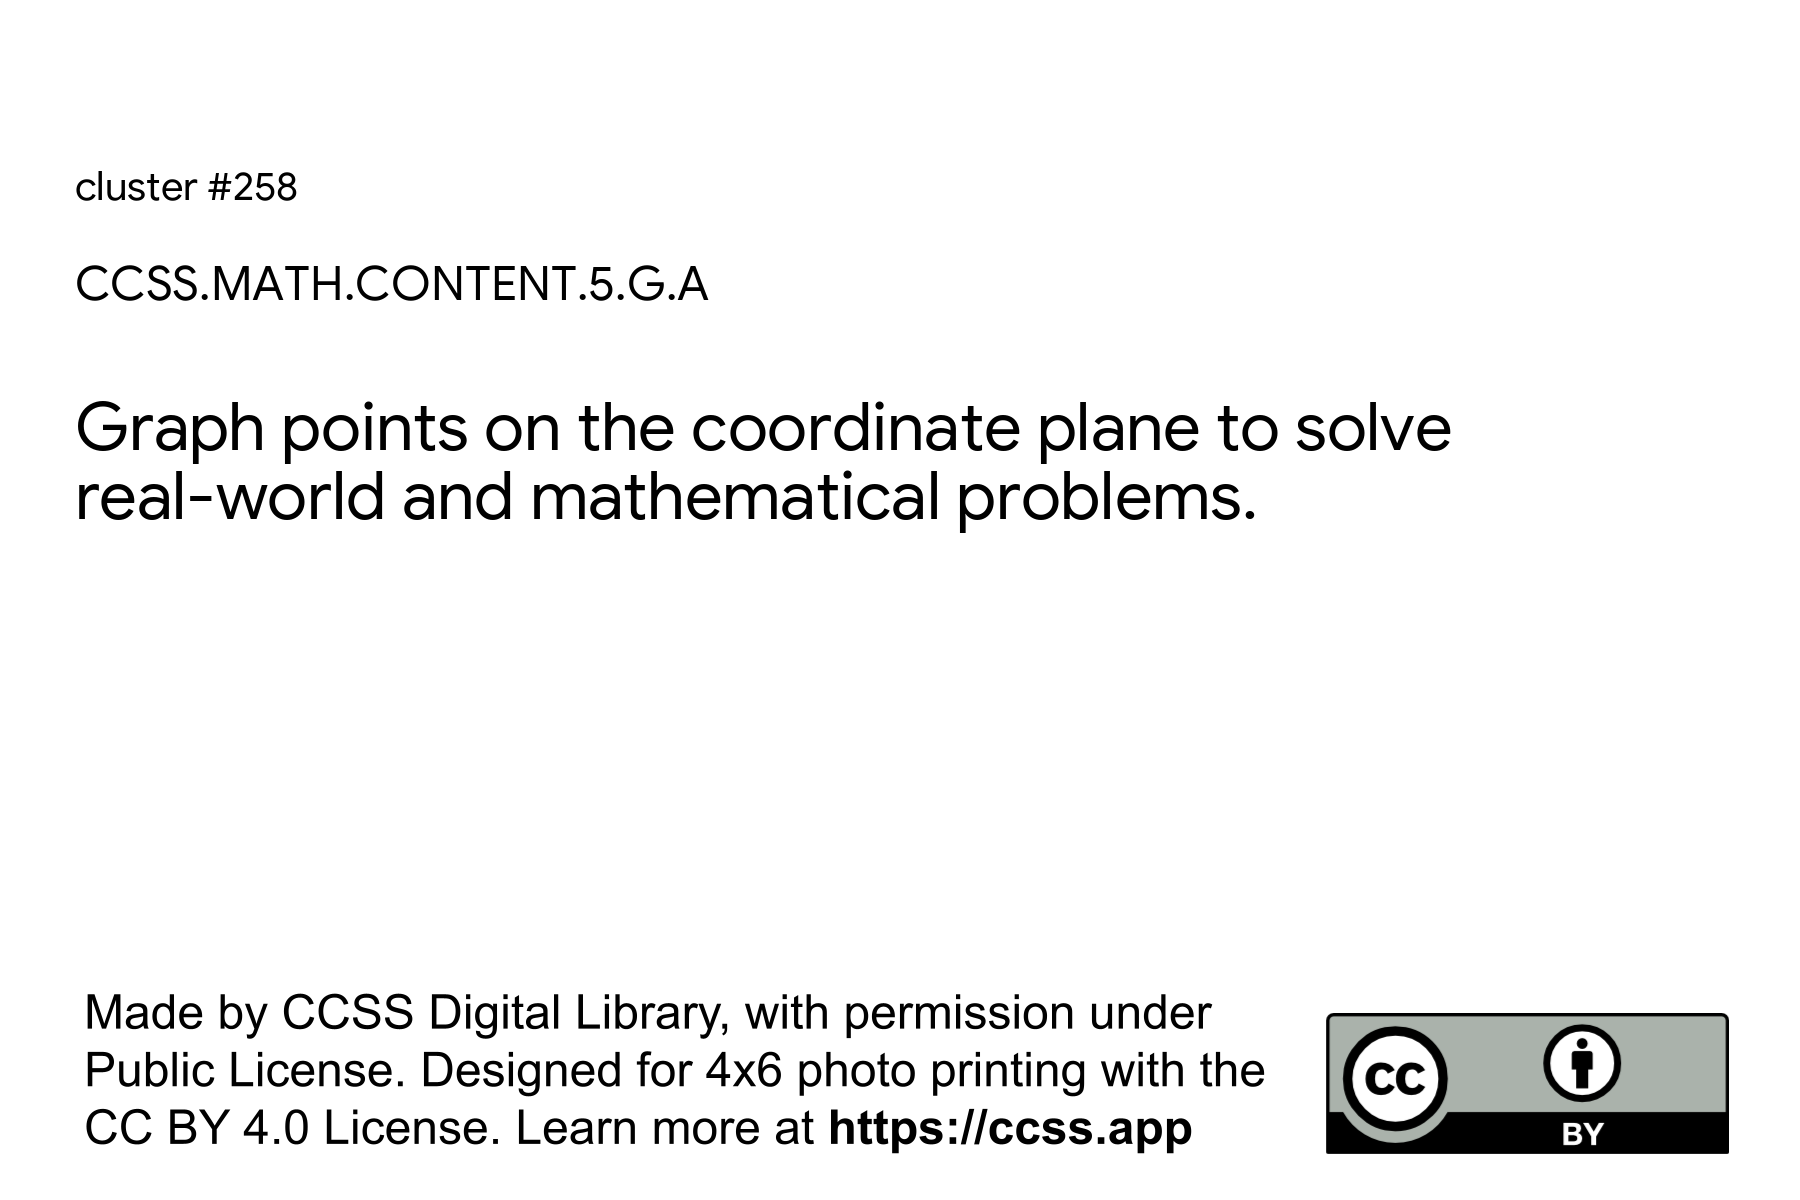 cluster #258
CCSS.MATH.CONTENT.5.G.A
Graph points on the coordinate plane to solve
real-world and mathematical problems.
Made by CCSS Digital Library, with permission under
Public License. Designed for 4x6 photo printing with the
CC BY 4.0 License. Learn more at https://ccss.app
CC
BY